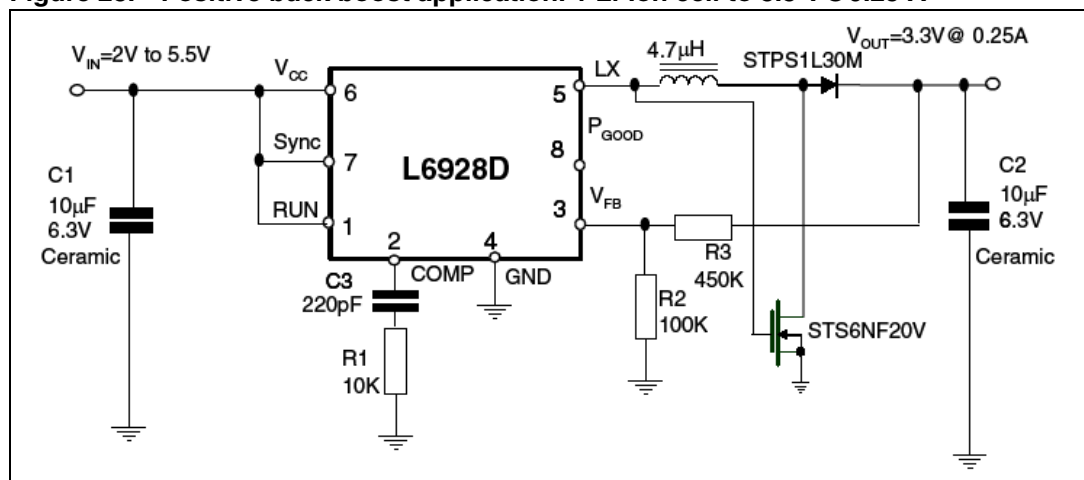 V_IN=2V to 5.5V
V_CC
6
Sync
7
RUN
1
L6928D
2
COMP
4
GND
LX
5
P_GOOD
8
V_FB
3
4.7µH
STPS1L30M
V_OUT=3.3V@ 0.25A
C1
10µF
6.3V
Ceramic
C3
220pF
R1
10K
R2
100K
R3
450K
STS6NF20V
C2
10µF
6.3V
Ceramic